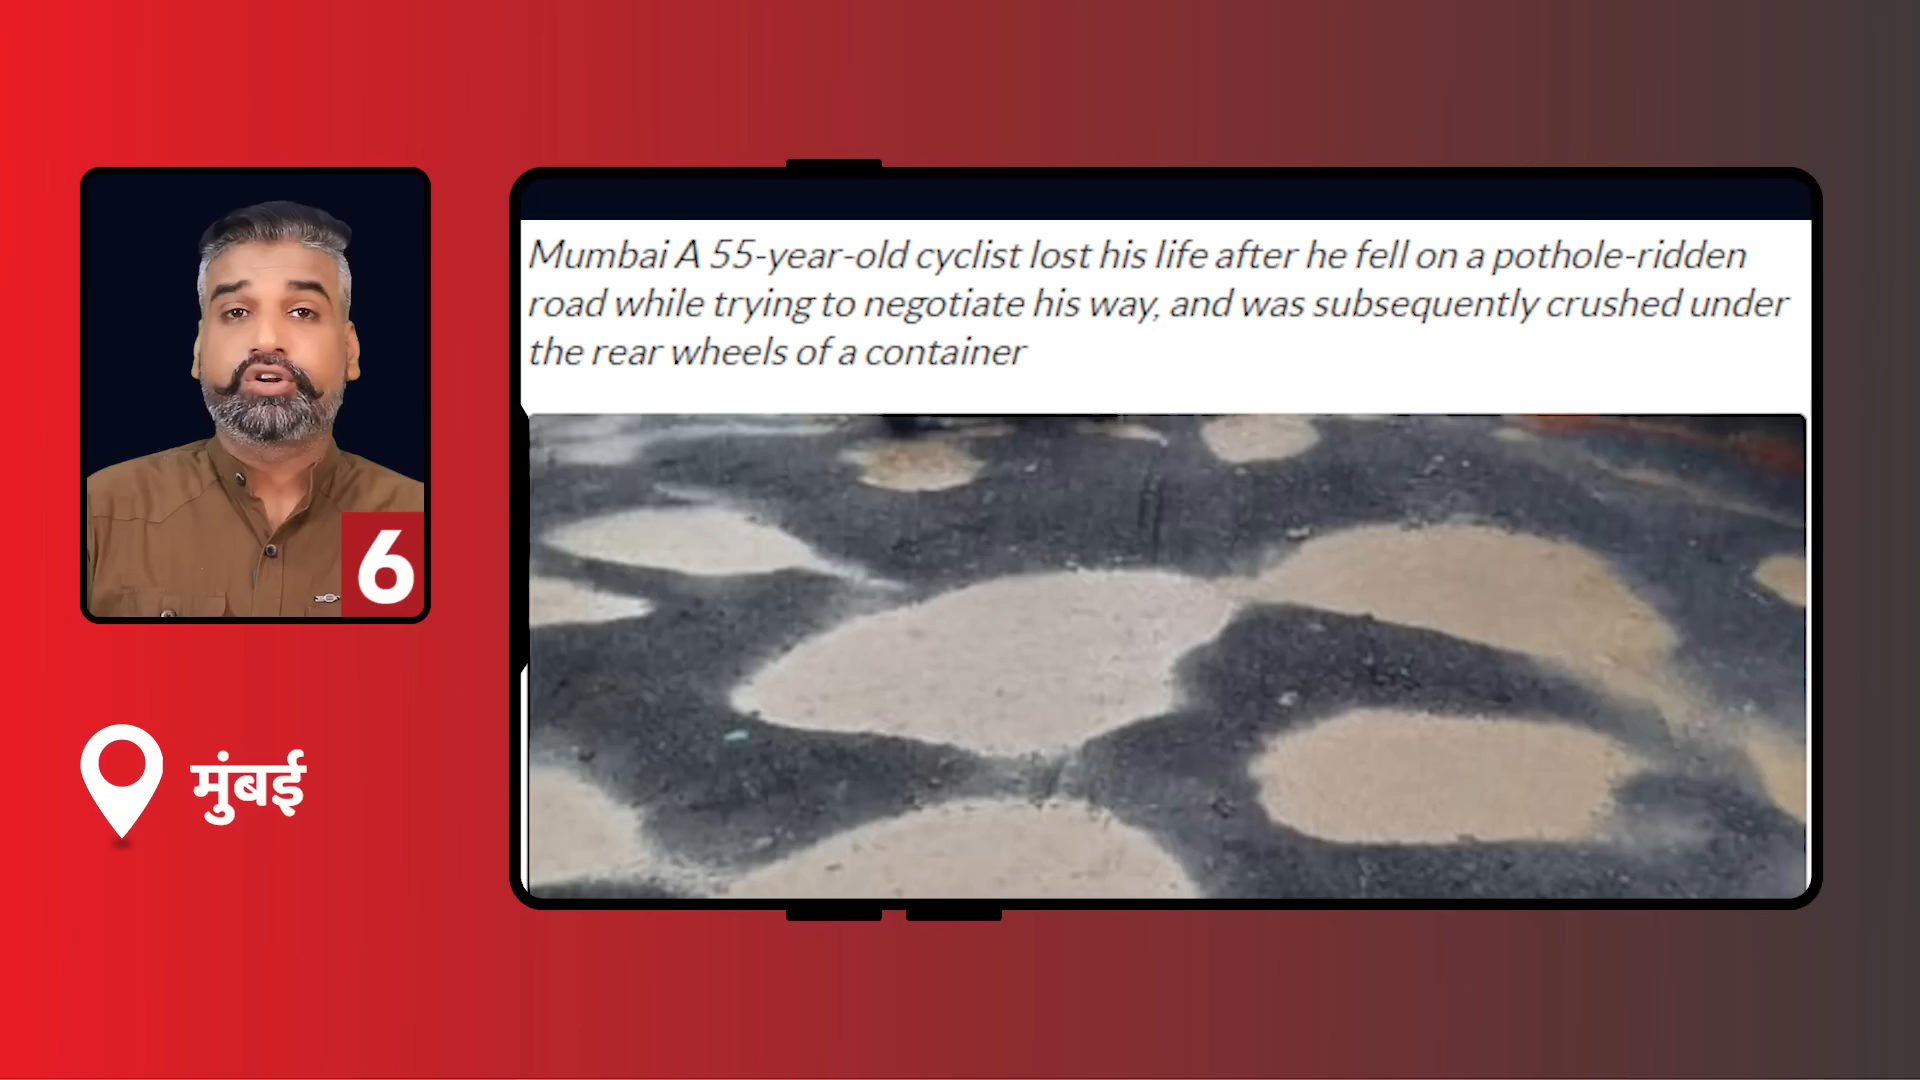 Mumbai A 55-year-old cyclist lost his life after he fell on a pothole-ridden
road while trying to negotiate his way, and was subsequently crushed under
the rear wheels of a container
6
मुंबई